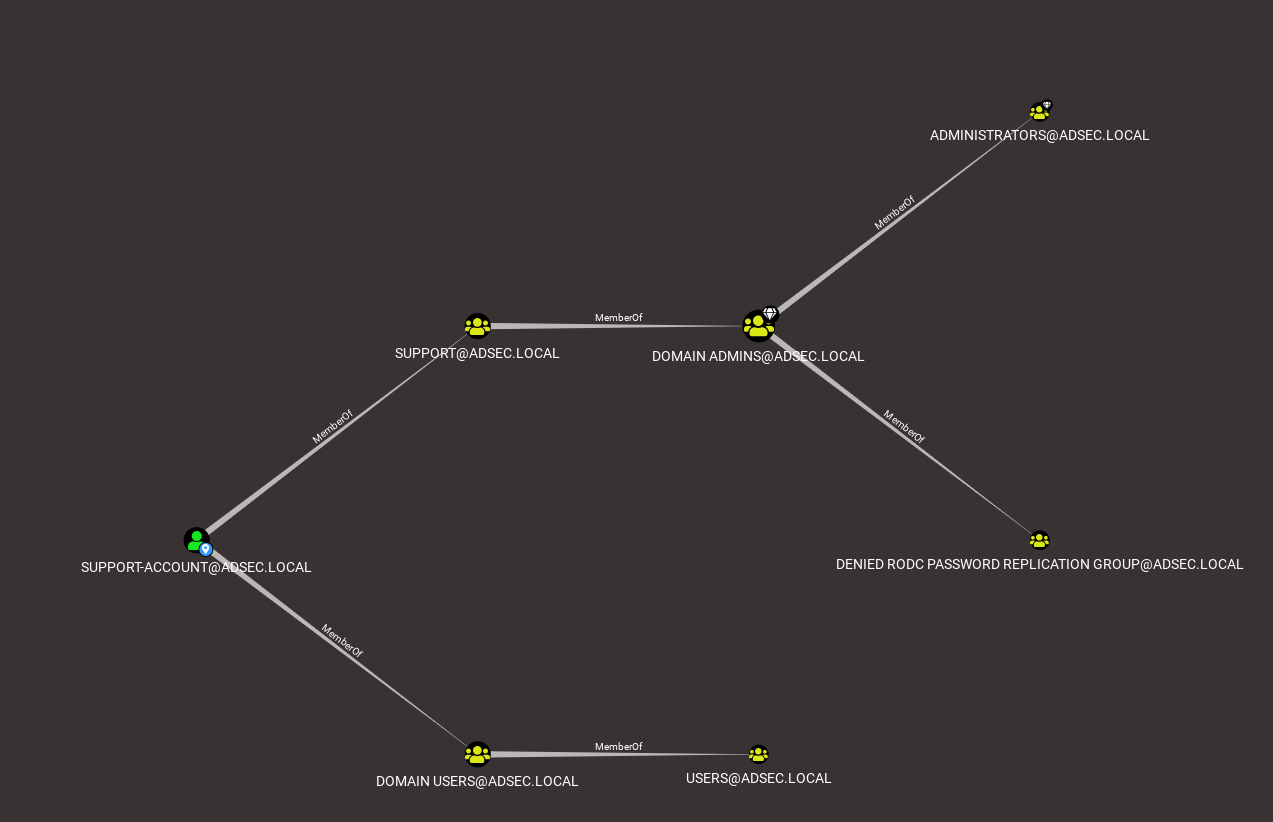 ADMINISTRATORS@ADSEC.LOCAL
MemberOf
MemberOf
SUPPORT@ADSEC.LOCAL
DOMAIN ADMINS@ADSEC.LOCAL
MemberOf
MemberOf
SUPPORT-ACCOUNT@ADSEC.LOCAL
DENIED RODC PASSWORD REPLICATION GROUP@ADSEC.LOCAL
MemberOf
MemberOf
DOMAIN USERS@ADSEC.LOCAL
USERS@ADSEC.LOCAL